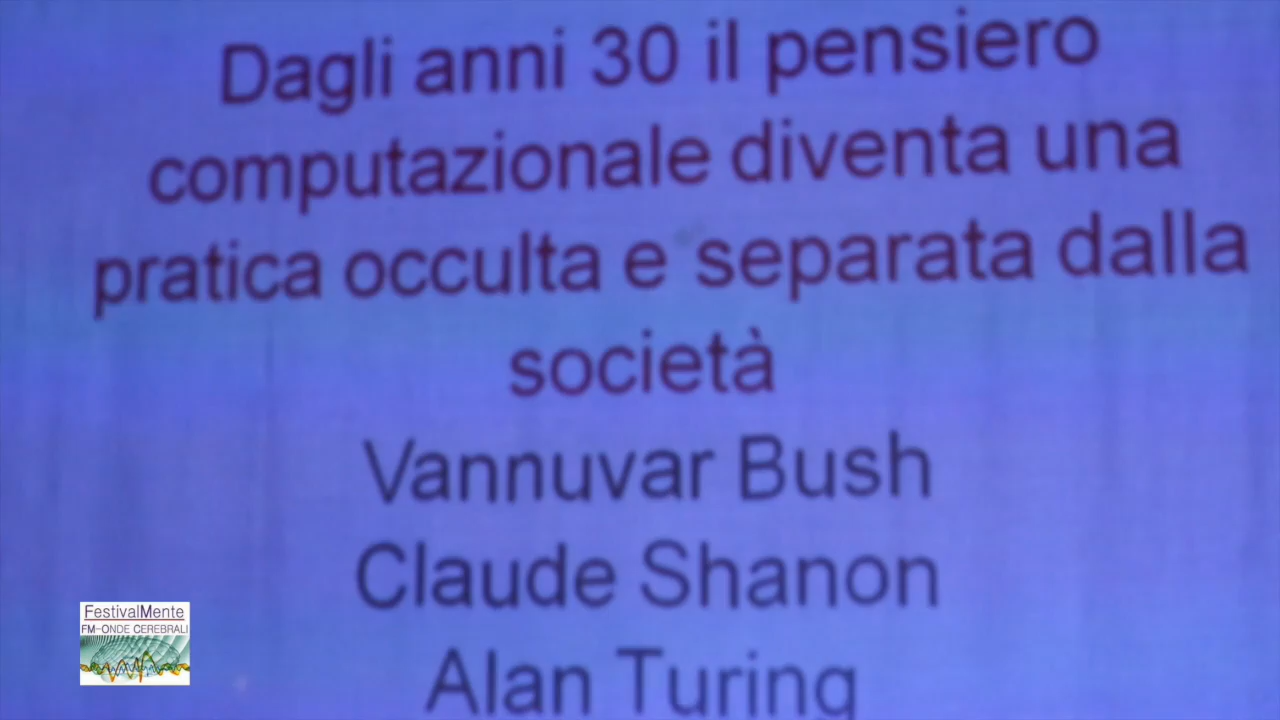 Dagli anni 30 il pensiero
computazionale diventa una
pratica occulta e separata dalla
società
Vannuvar Bush
Claude Shanon
Alan Turing
FestivalMente
FM-ONDE CEREBRALI